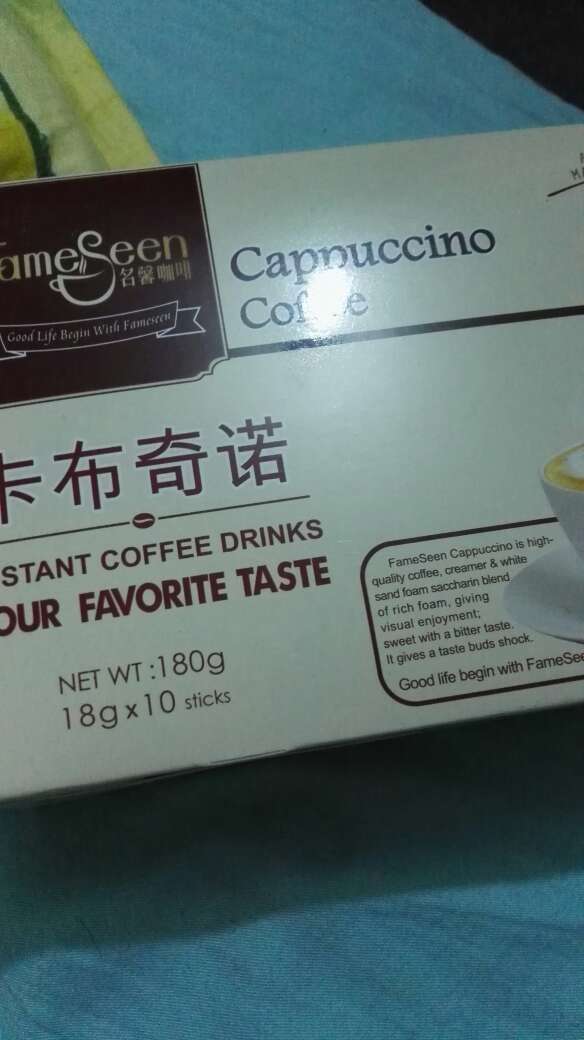 FameSeen
名馨咖啡
Good Life Begin With Fameseen
Cappuccino
Coffee
卡布奇诺
STANT COFFEE DRINKS
OUR FAVORITE TASTE
NET WT :180g
18g x 10 sticks
FameSeen Cappuccino is high-
quality coffee, creamer & white
sand foam saccharin blend
of rich foam, giving
visual enjoyment;
sweet with a bitter taste.
It gives a taste buds shock.
Good life begin with FameSee